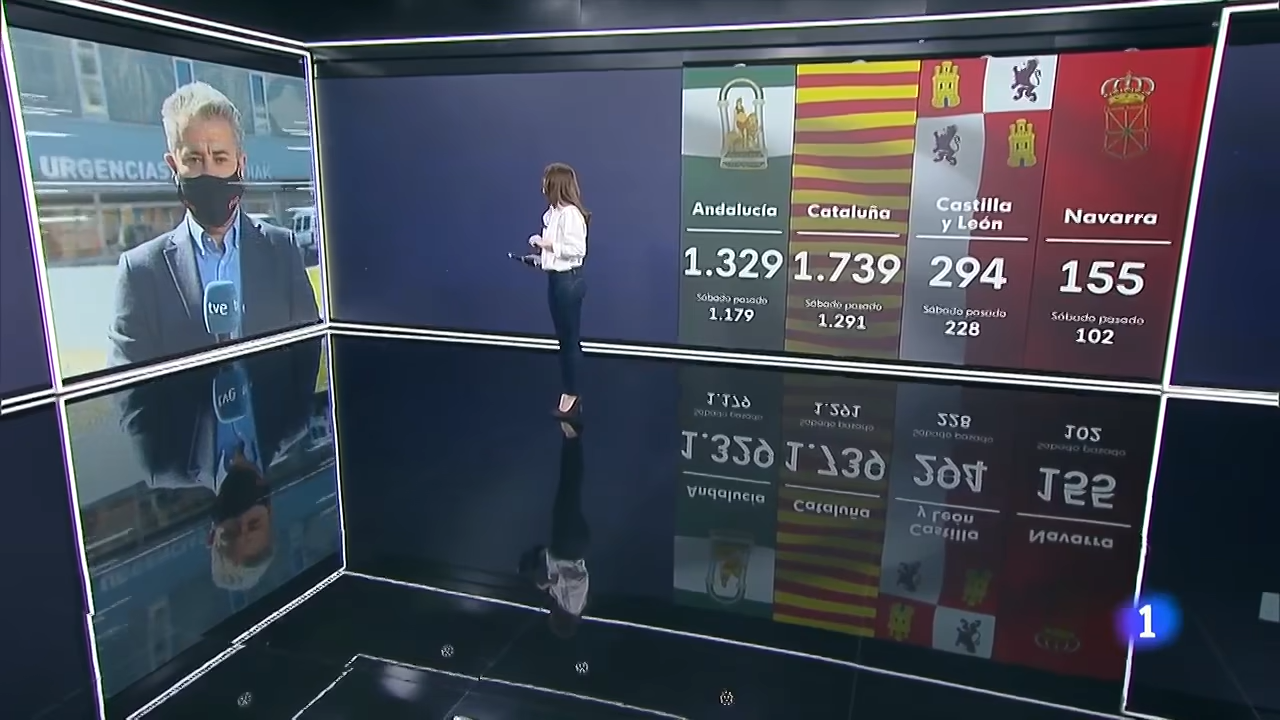 URGENCIAS
tve
Andalucía
1.329
Sábado pasado
1.179
Cataluña
1.739
Sábado pasado
1.291
Castilla
y León
294
Sábado pasado
228
Navarra
155
Sábado pasado
102
1